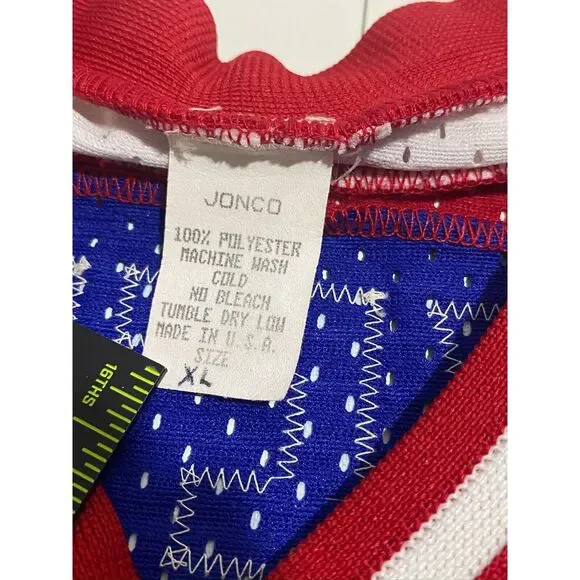 JONCO
100% POLYESTER
MACHINE WASH
COLD
NO BLEACH
TUMBLE DRY LOW
MADE IN U.S.A.
SIZE
XL
16THS